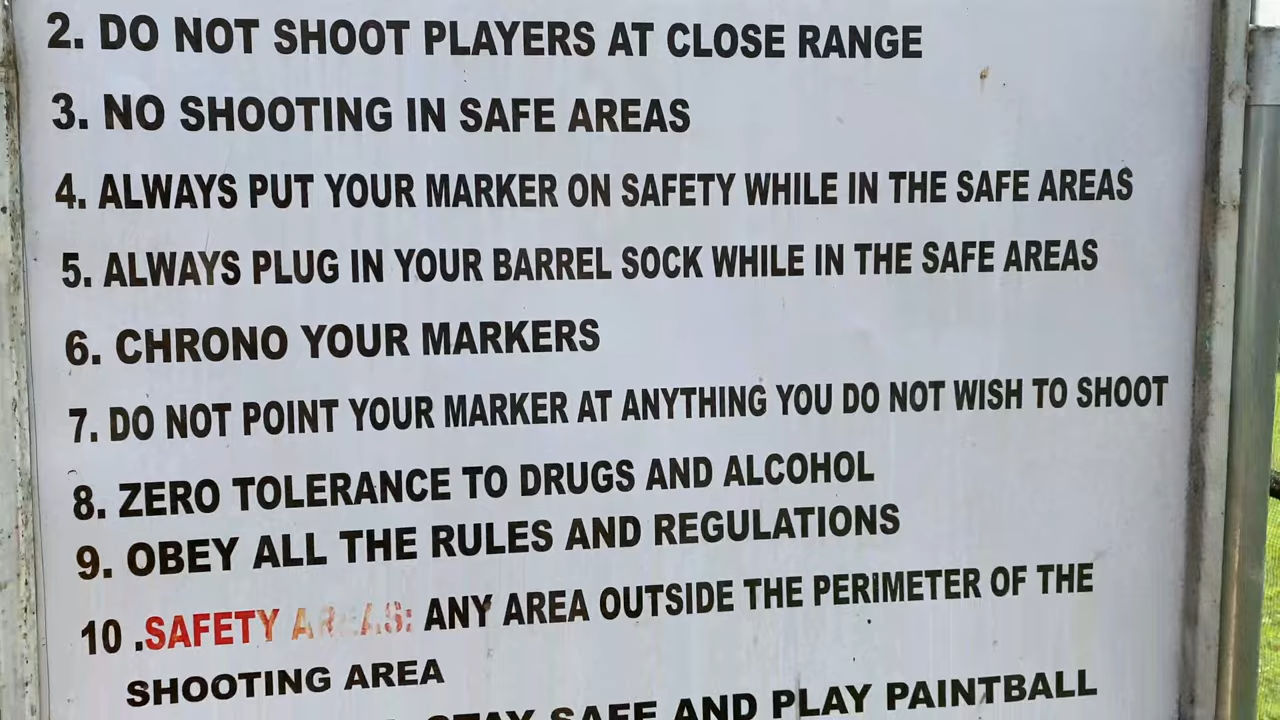 2. DO NOT SHOOT PLAYERS AT CLOSE RANGE
3. NO SHOOTING IN SAFE AREAS
4. ALWAYS PUT YOUR MARKER ON SAFETY WHILE IN THE SAFE AREAS
5. ALWAYS PLUG IN YOUR BARREL SOCK WHILE IN THE SAFE AREAS
6. CHRONO YOUR MARKERS
7. DO NOT POINT YOUR MARKER AT ANYTHING YOU DO NOT WISH TO SHOOT
8. ZERO TOLERANCE TO DRUGS AND ALCOHOL
9. OBEY ALL THE RULES AND REGULATIONS
10 .SAFETY AREAS: ANY AREA OUTSIDE THE PERIMETER OF THE
SHOOTING AREA
STAY SAFE AND PLAY PAINTBALL